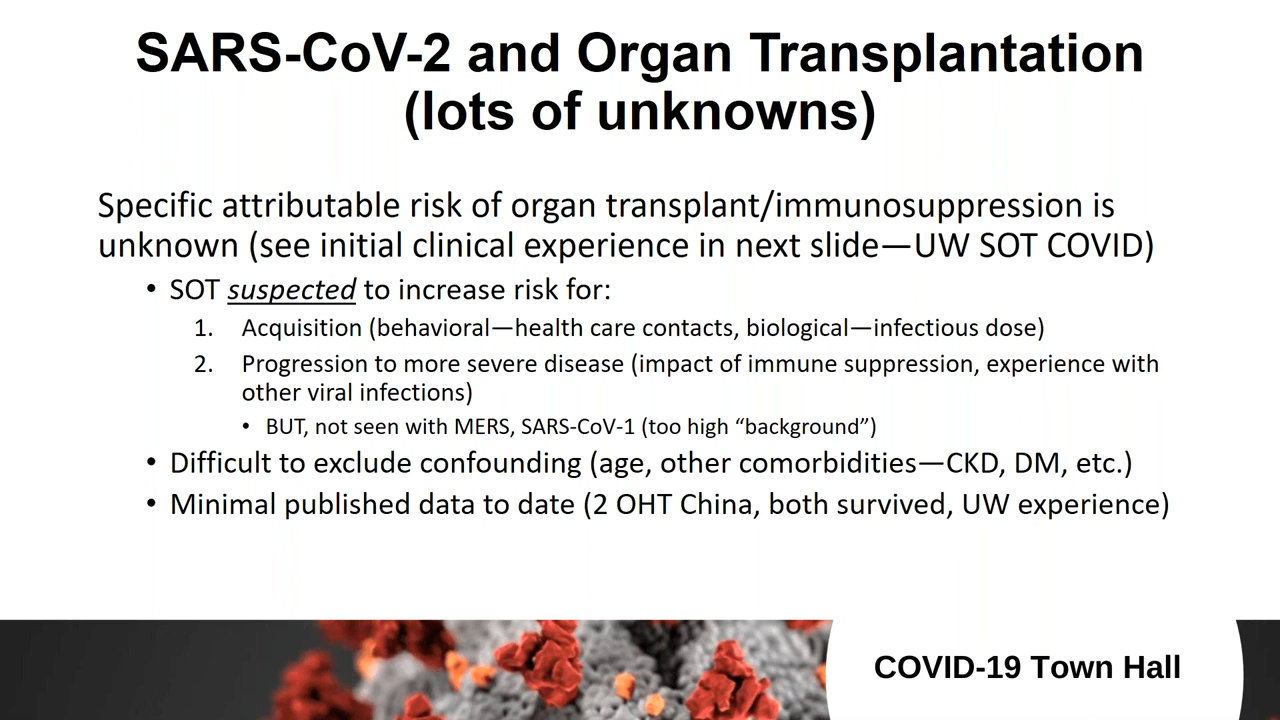 SARS-CoV-2 and Organ Transplantation
(lots of unknowns)
Specific attributable risk of organ transplant/immunosuppression is
unknown (see initial clinical experience in next slide—UW SOT COVID)
• SOT suspected to increase risk for:
1. Acquisition (behavioral—health care contacts, biological—infectious dose)
2. Progression to more severe disease (impact of immune suppression, experience with
other viral infections)
• BUT, not seen with MERS, SARS-CoV-1 (too high “background”)
• Difficult to exclude confounding (age, other comorbidities—CKD, DM, etc.)
• Minimal published data to date (2 OHT China, both survived, UW experience)
COVID-19 Town Hall